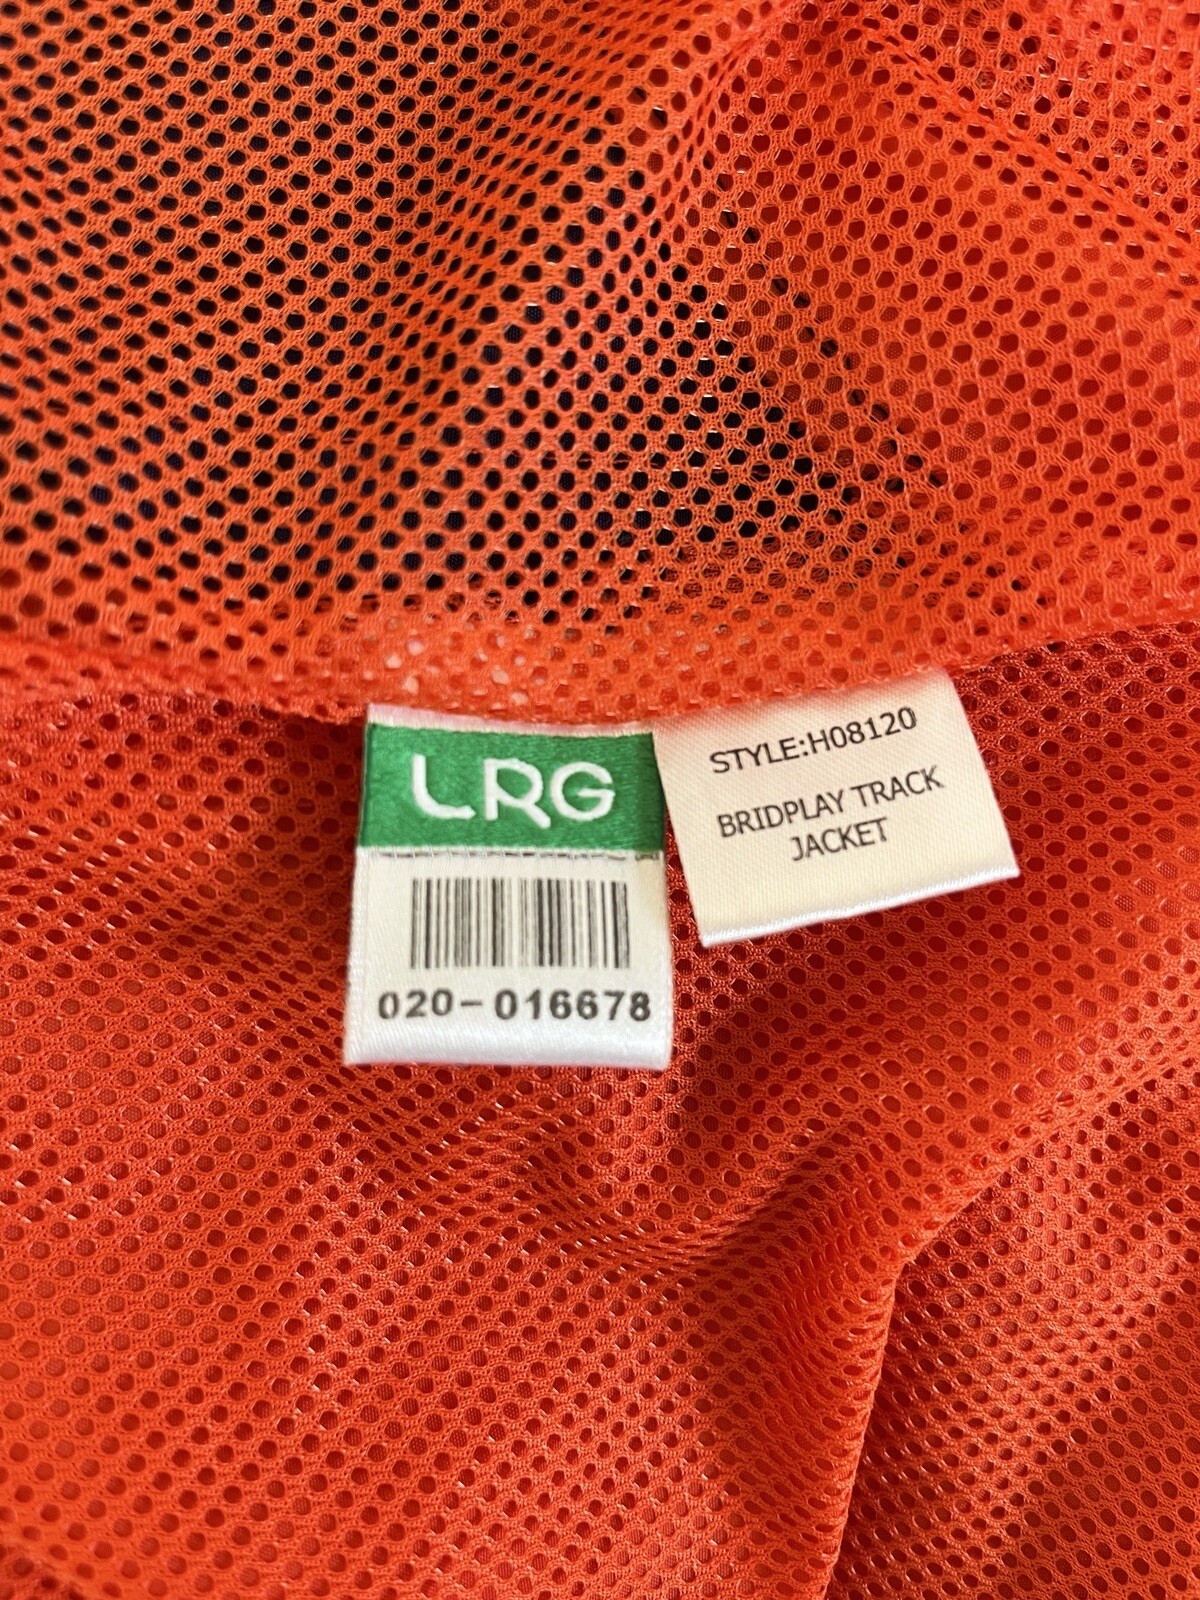 LRG
020-016678
STYLE:H08120
BRIDPLAY TRACK
JACKET